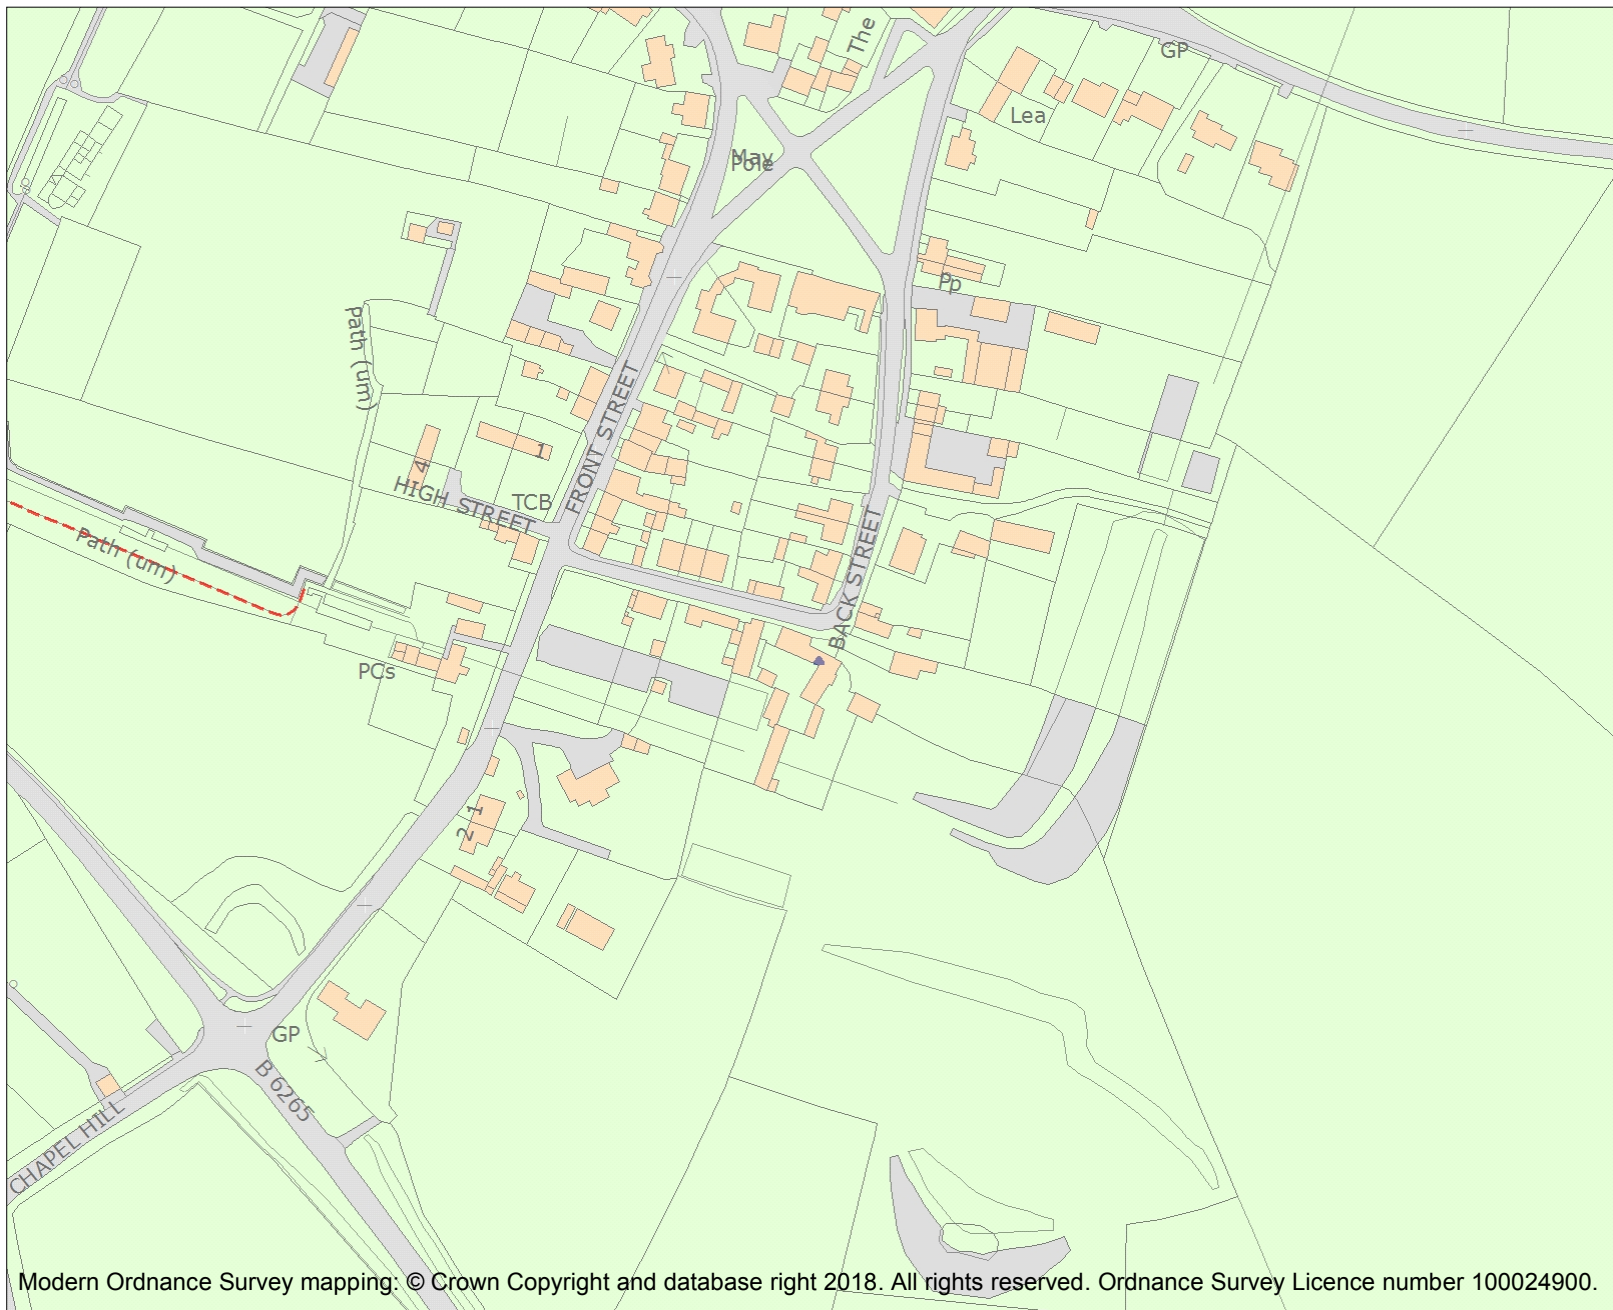 The
GP
Lea
May
Pole
Pp
Path (um)
FRONT STREET
1
4
HIGH STREET
TCB
BACK STREET
Path (um)
PCs
1
2
GP
B 6265
CHAPEL HILL
Modern Ordnance Survey mapping: © Crown Copyright and database right 2018. All rights reserved. Ordnance Survey Licence number 100024900.